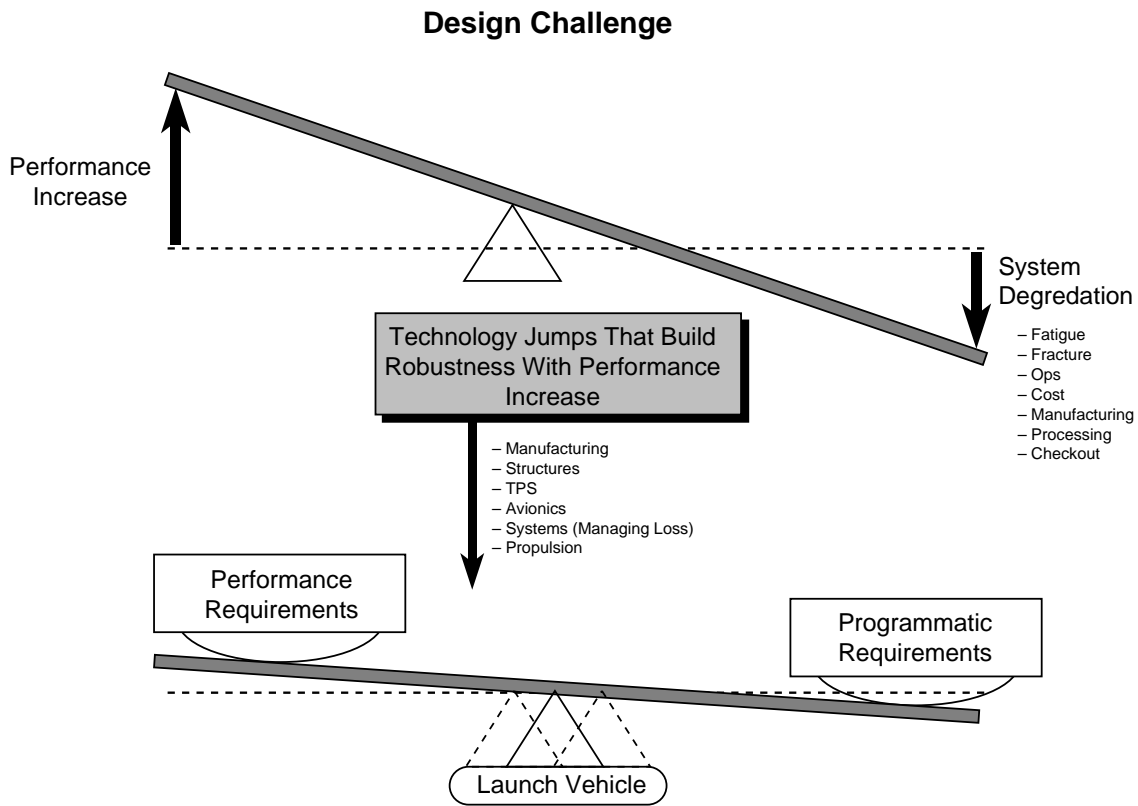 Design Challenge
Performance
Increase
System
Degredation
– Fatigue
– Fracture
– Ops
– Cost
– Manufacturing
– Processing
– Checkout
Technology Jumps That Build
Robustness With Performance
Increase
– Manufacturing
– Structures
– TPS
– Avionics
– Systems (Managing Loss)
– Propulsion
Performance
Requirements
Programmatic
Requirements
Launch Vehicle